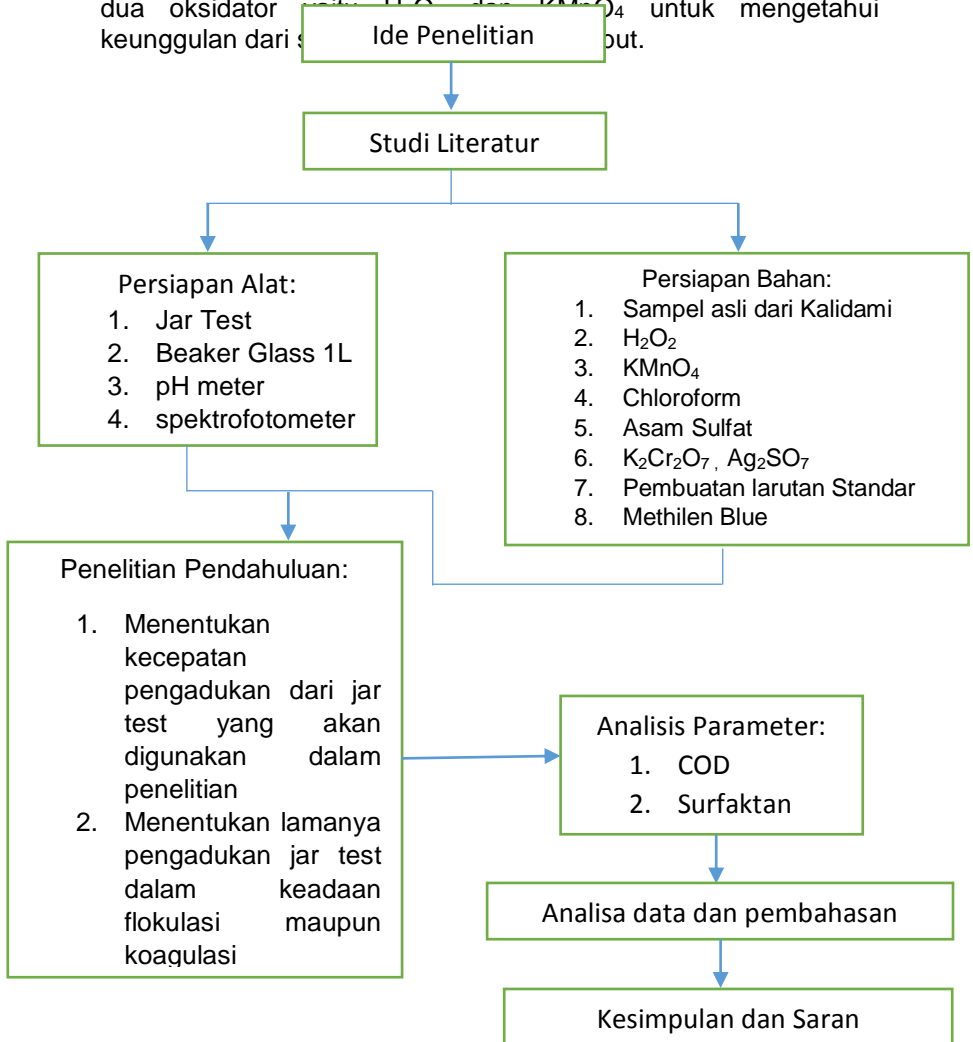 dua oksidator yaitu H₂O₂ dan KMnO₄ untuk mengetahui
keunggulan dari
Ide Penelitian
Studi Literatur
Persiapan Alat:
1. Jar Test
2. Beaker Glass 1L
3. pH meter
4. spektrofotometer
Persiapan Bahan:
1. Sampel asli dari Kalidami
2. H₂O₂
3. KMnO₄
4. Chloroform
5. Asam Sulfat
6. K₂Cr₂O₇ , Ag₂SO₇
7. Pembuatan larutan Standar
8. Methilen Blue
Penelitian Pendahuluan:
1. Menentukan
kecepatan
pengadukan dari jar
test yang akan
digunakan dalam
penelitian
2. Menentukan lamanya
pengadukan jar test
dalam keadaan
flokulasi maupun
koagulasi
Analisis Parameter:
1. COD
2. Surfaktan
Analisa data dan pembahasan
Kesimpulan dan Saran